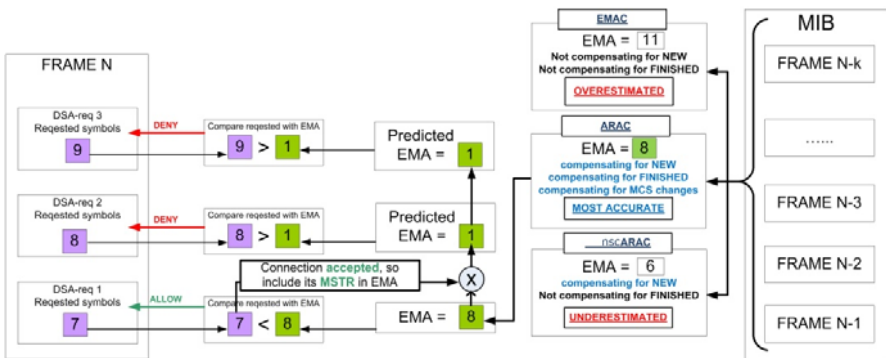 FRAME N
DSA-req 3
Reqested symbols
9
DENY
Compare reqested with EMA
9 > 1
Predicted
EMA = 1
DSA-req 2
Reqested symbols
8
DENY
Compare reqested with EMA
8 > 1
Predicted
EMA = 1
Connection accepted, so
include its MSTR in EMA
X
DSA-req 1
Reqested symbols
7
ALLOW
Compare reqested with EMA
7 < 8
EMA = 8
EMAC
EMA = 11
Not compensating for NEW
Not compensating for FINISHED
OVERESTIMATED
ARAC
EMA = 8
compensating for NEW
compensating for FINISHED
compensating for MCS changes
MOST ACCURATE
nscARAC
EMA = 6
compensating for NEW
Not compensating for FINISHED
UNDERESTIMATED
MIB
FRAME N-k
......
FRAME N-3
FRAME N-2
FRAME N-1